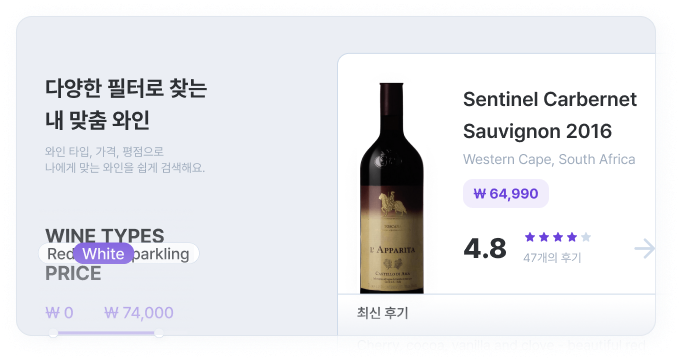 다양한 필터로 찾는
내 맞춤 와인
와인 타입, 가격, 평점으로
나에게 맞는 와인을 쉽게 검색해요.
WINE TYPES
Red White parkling
PRICE
₩ 0 ₩ 74,000
Sentinel Carbernet
Sauvignon 2016
Western Cape, South Africa
₩ 64,990
4.8
47개의 후기
L'APPARITA
최신 후기